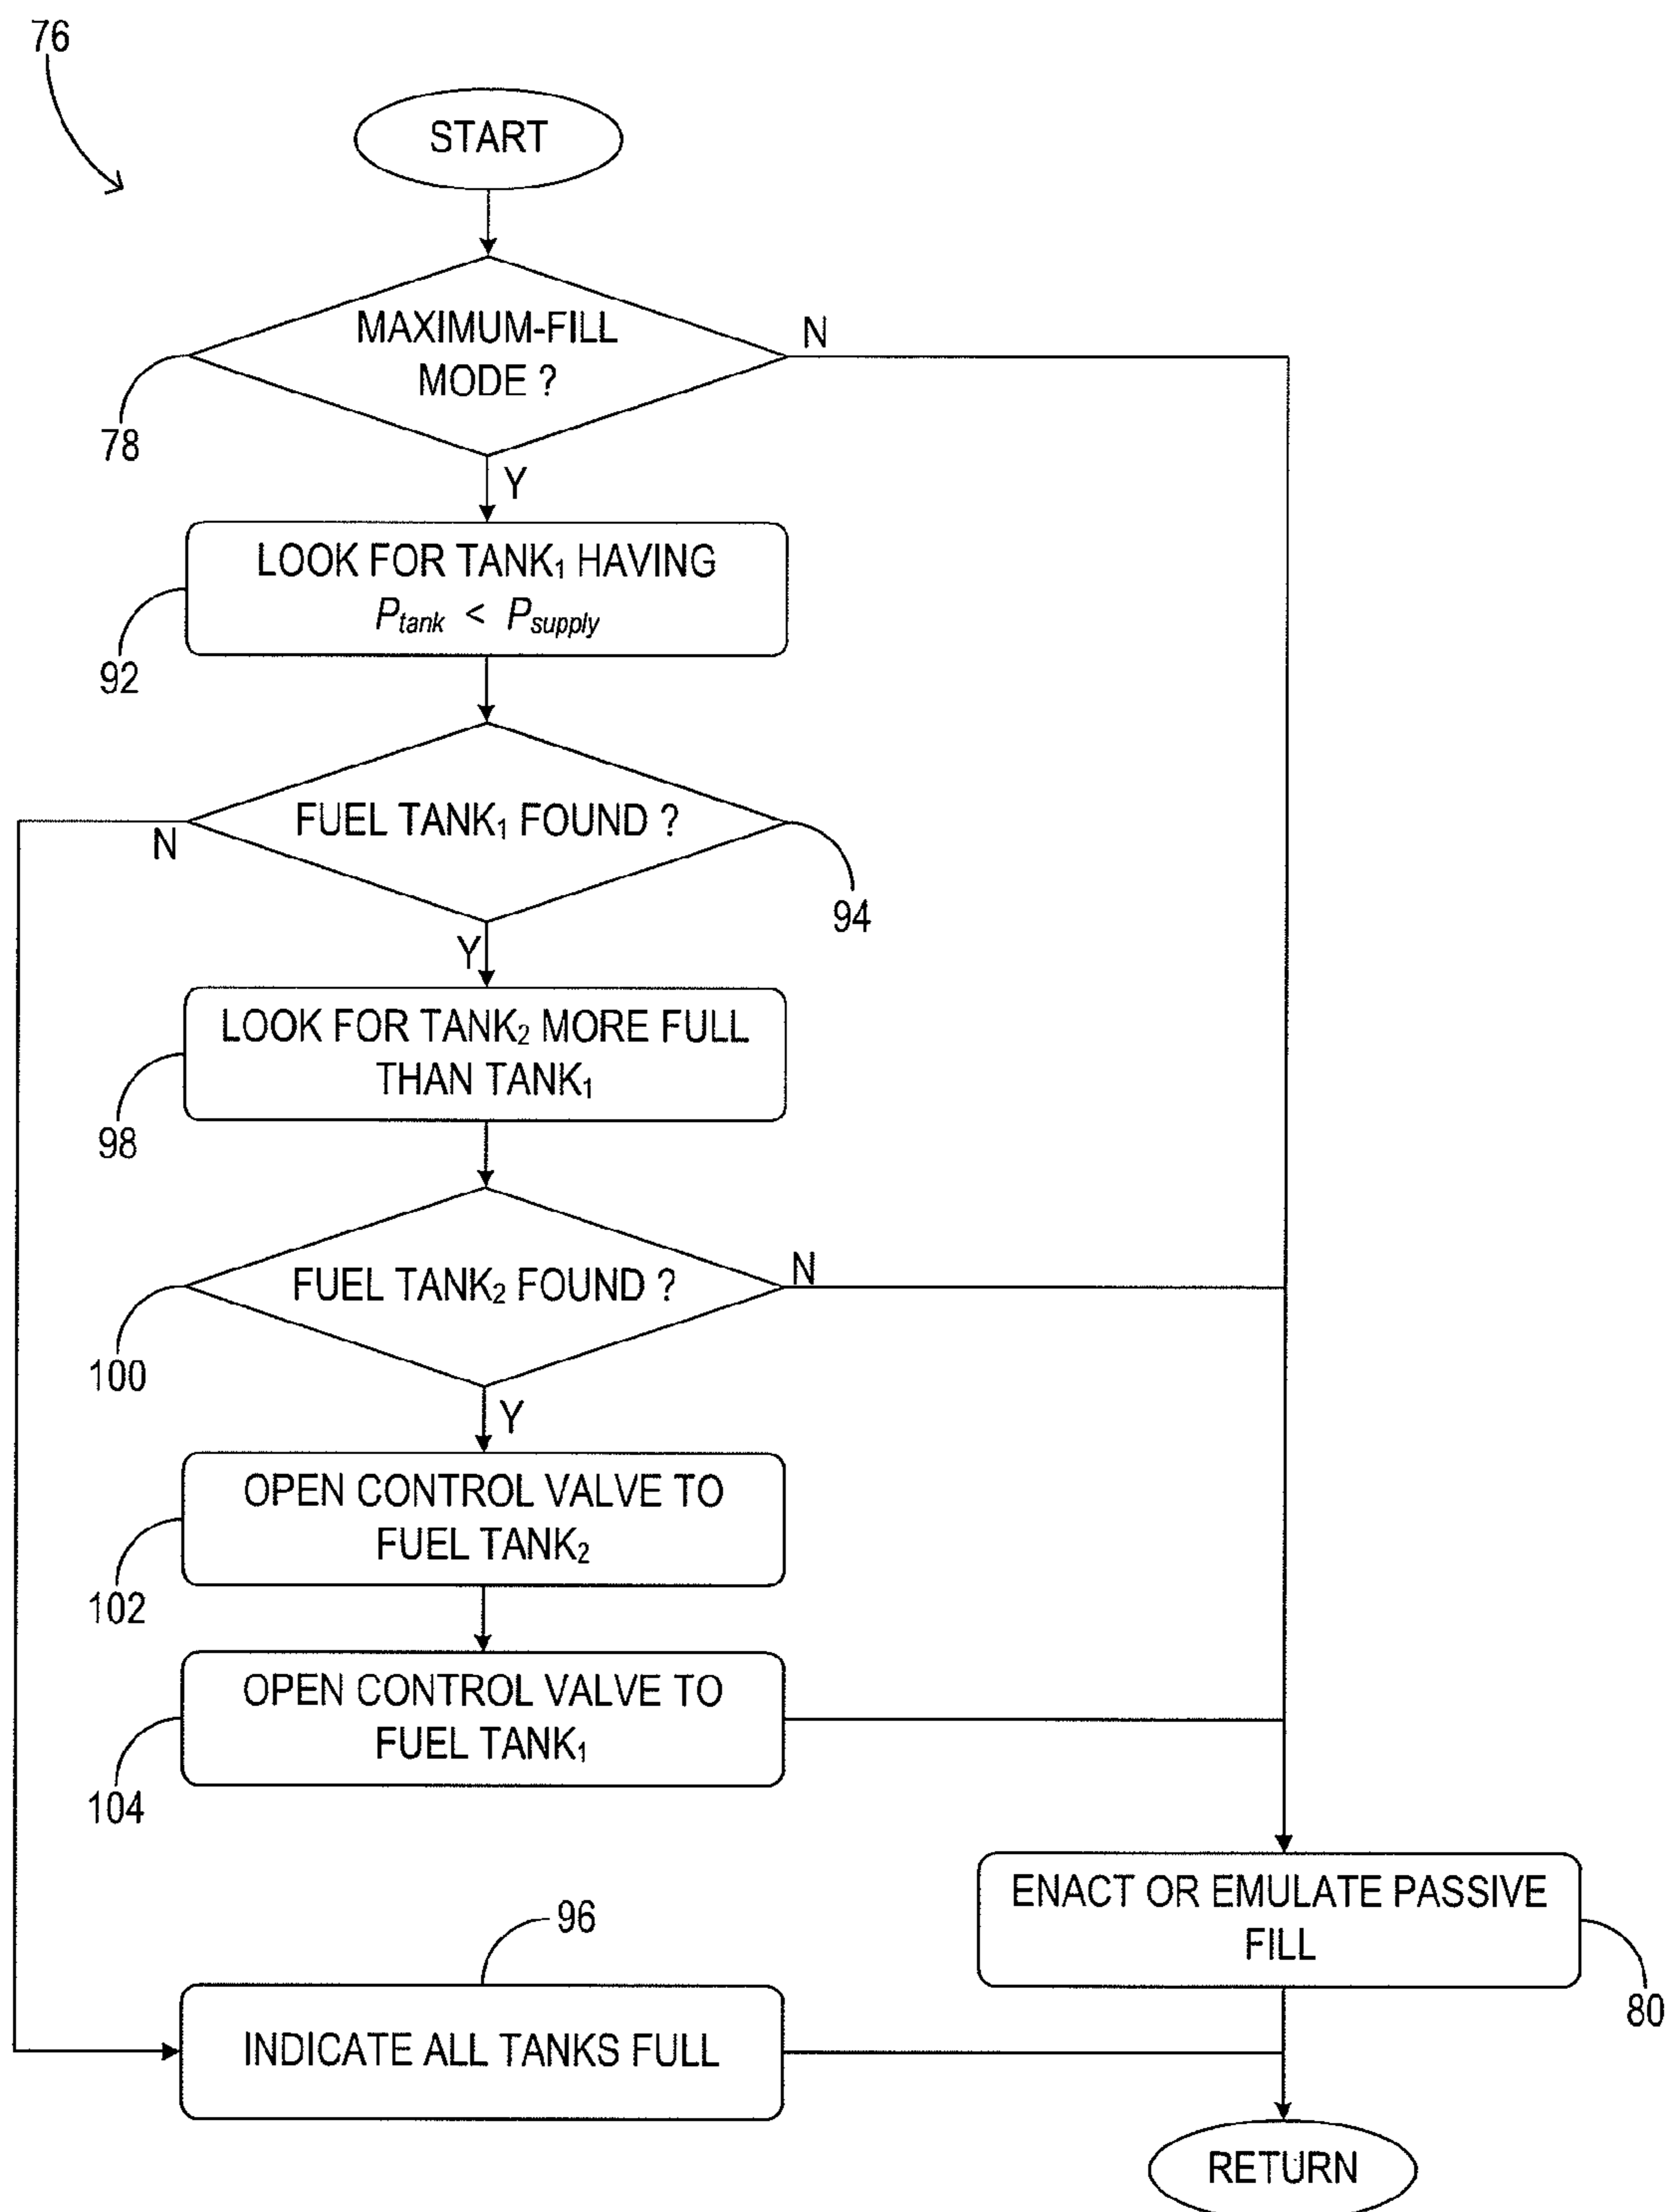 76
START
MAXIMUM-FILL
MODE ?
N
78
Y
LOOK FOR TANK₁ HAVING
P_tank < P_supply
92
FUEL TANK₁ FOUND ?
N
94
Y
LOOK FOR TANK₂ MORE FULL
THAN TANK₁
98
FUEL TANK₂ FOUND ?
N
100
Y
OPEN CONTROL VALVE TO
FUEL TANK₂
102
OPEN CONTROL VALVE TO
FUEL TANK₁
104
ENACT OR EMULATE PASSIVE
FILL
80
96
INDICATE ALL TANKS FULL
RETURN